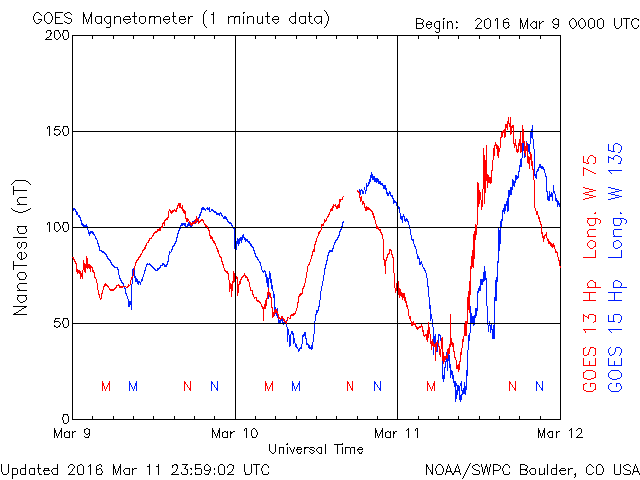 GOES Magnetometer (1 minute data)
Begin: 2016 Mar 9 0000 UTC
200
150
100
50
0
NanoTesla (nT)
M M N N M M N N M N N
Mar 9 Mar 10 Mar 11 Mar 12
Universal Time
GOES 13 Hp Long. W 75
GOES 15 Hp Long. W 135
Updated 2016 Mar 11 23:59:02 UTC
NOAA/SWPC Boulder, CO USA